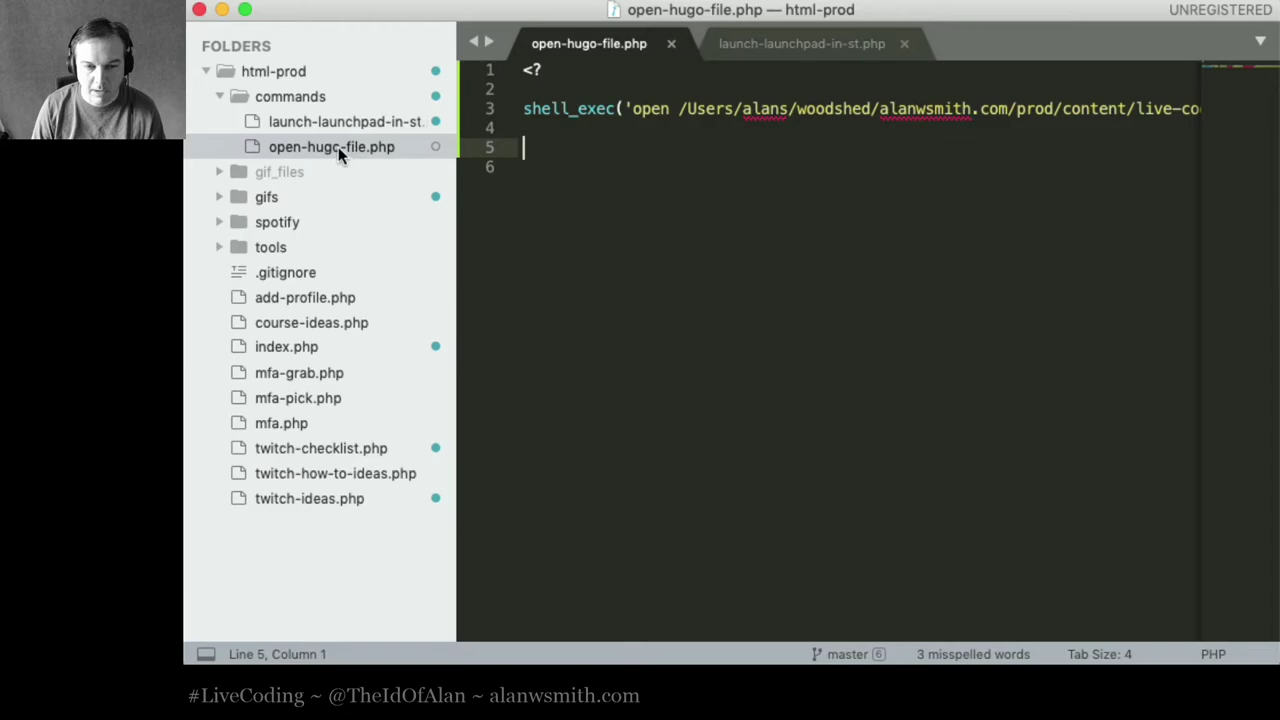 open-hugo-file.php — html-prod
UNREGISTERED
FOLDERS
html-prod
commands
launch-launchpad-in-st.
open-hugo-file.php
gif_files
gifs
spotify
tools
.gitignore
add-profile.php
course-ideas.php
index.php
mfa-grab.php
mfa-pick.php
mfa.php
twitch-checklist.php
twitch-how-to-ideas.php
twitch-ideas.php
open-hugo-file.php
launch-launchpad-in-st.php
1 <?
2
3 shell_exec('open /Users/alans/woodshed/alanwsmith.com/prod/content/live-co
4
5
6
Line 5, Column 1
master 6
3 misspelled words
Tab Size: 4
PHP
#LiveCoding ~ @TheIdOfAlan ~ alanwsmith.com